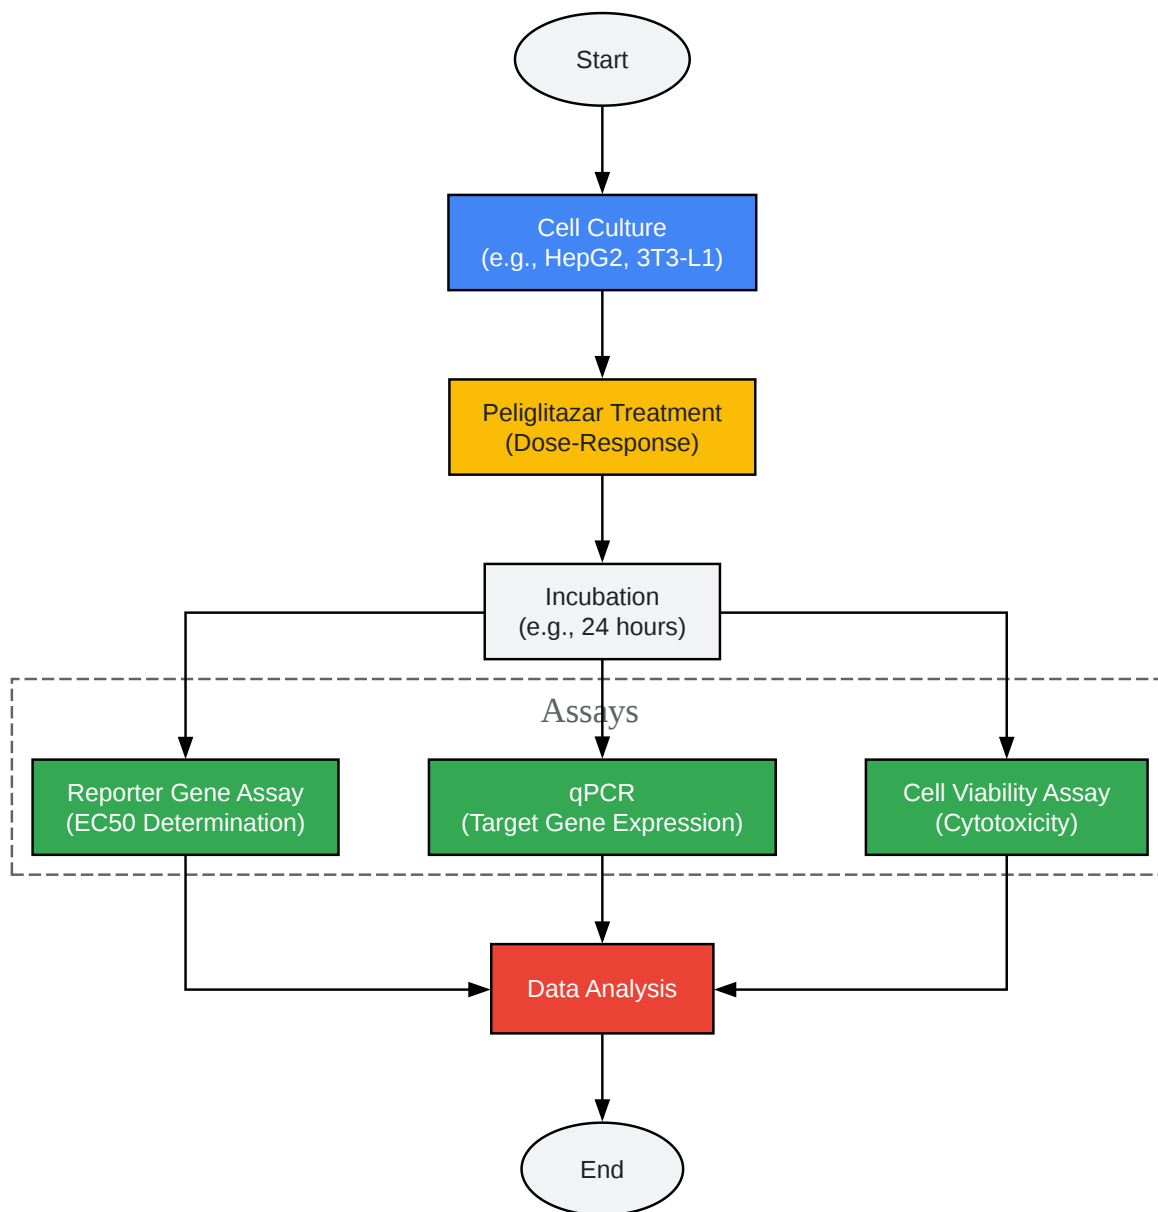 Start
Cell Culture
(e.g., HepG2, 3T3-L1)
Peliglitazar Treatment
(Dose-Response)
Incubation
(e.g., 24 hours)
Assays
Reporter Gene Assay
(EC50 Determination)
qPCR
(Target Gene Expression)
Cell Viability Assay
(Cytotoxicity)
Data Analysis
End